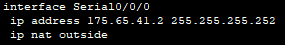 interface Serial0/0/0
 ip address 175.65.41.2 255.255.255.252
 ip nat outside